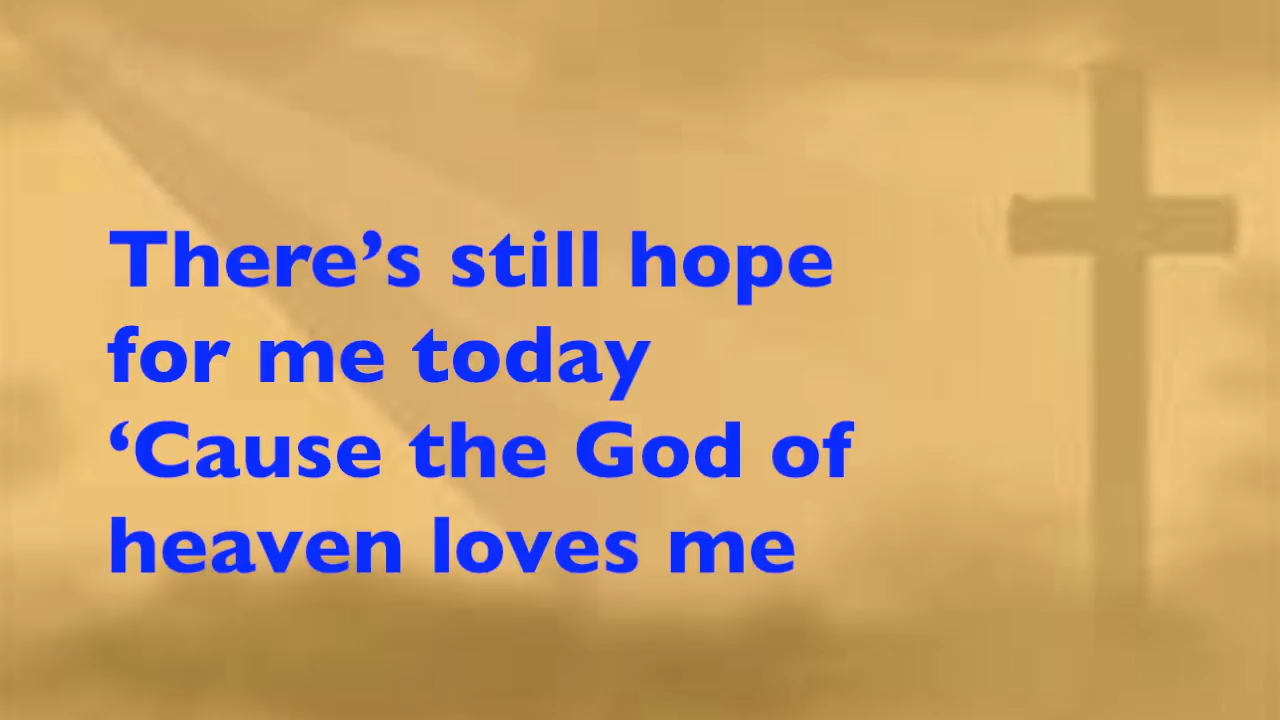 There’s still hope
for me today
‘Cause the God of
heaven loves me